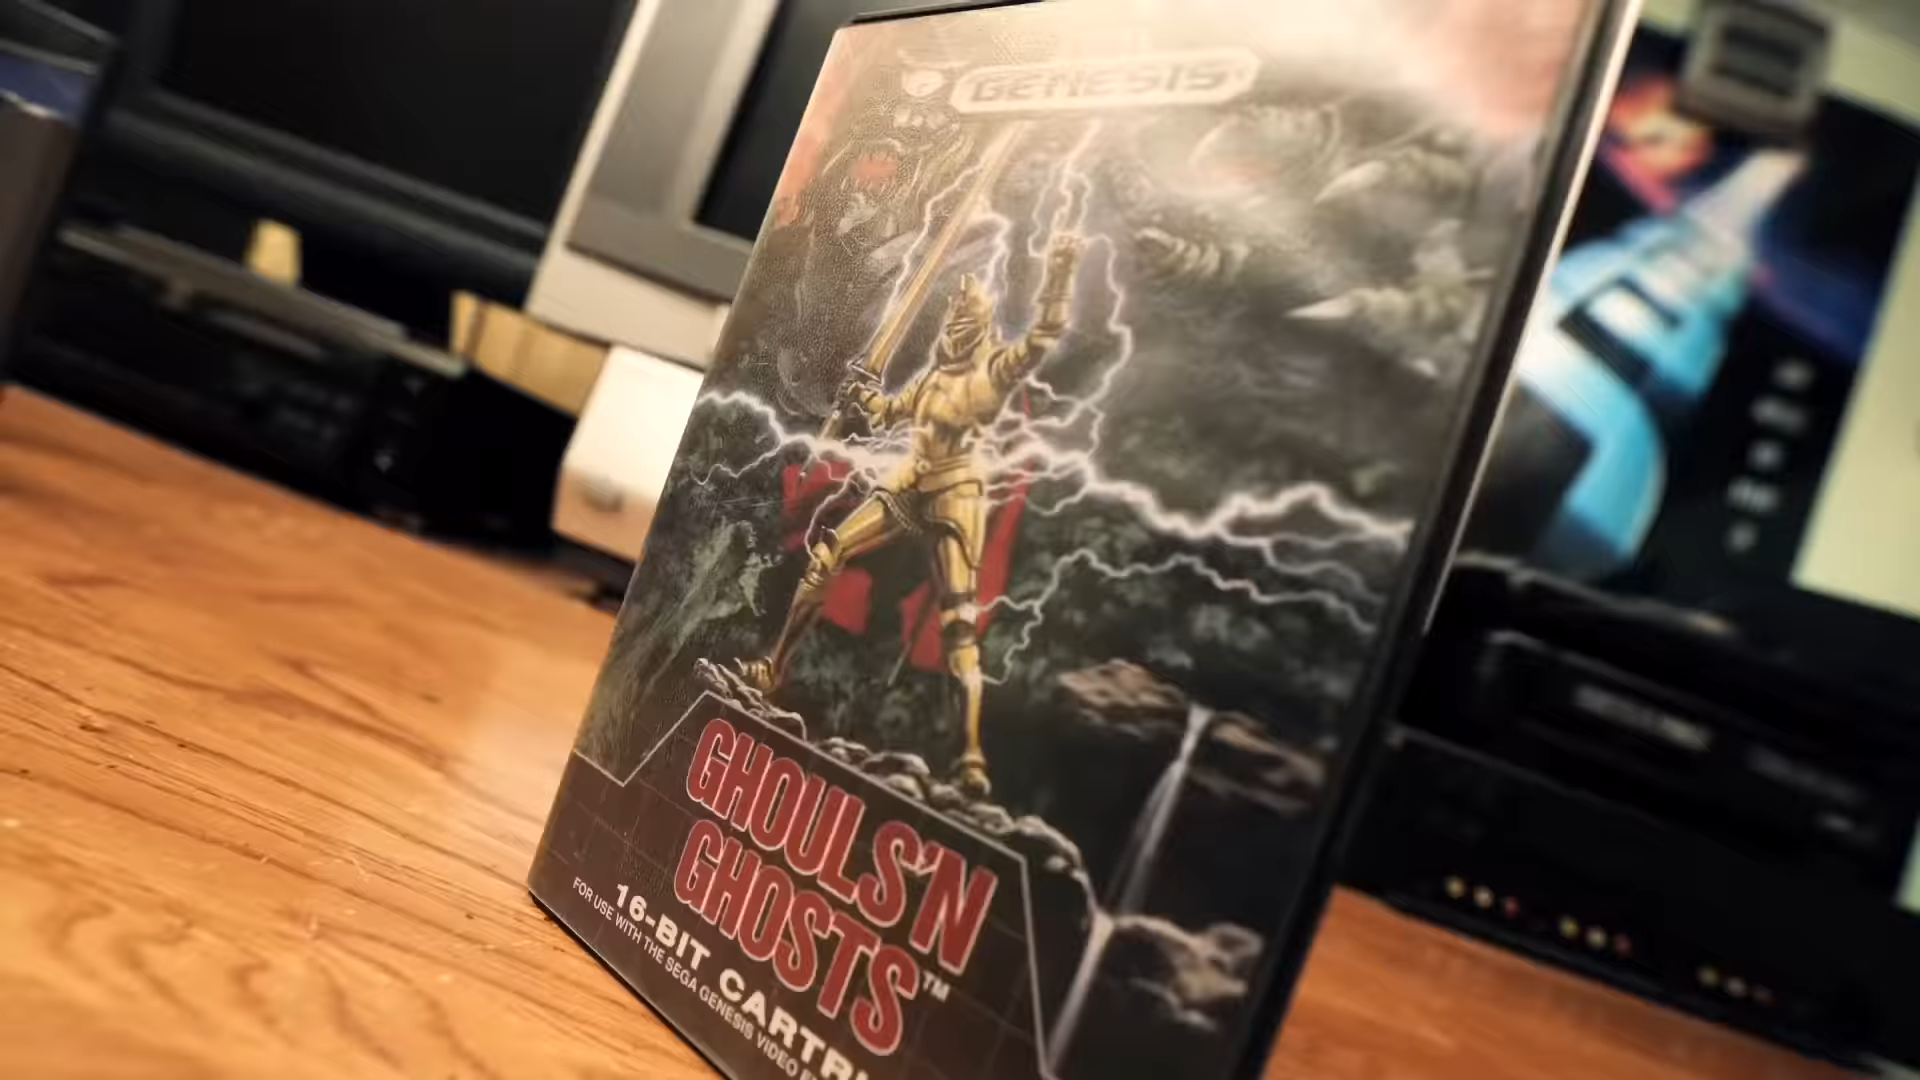 GENESIS
GHOULS'N
GHOSTS™
16-BIT CARTRI
FOR USE WITH THE SEGA GENESIS VIDEO E